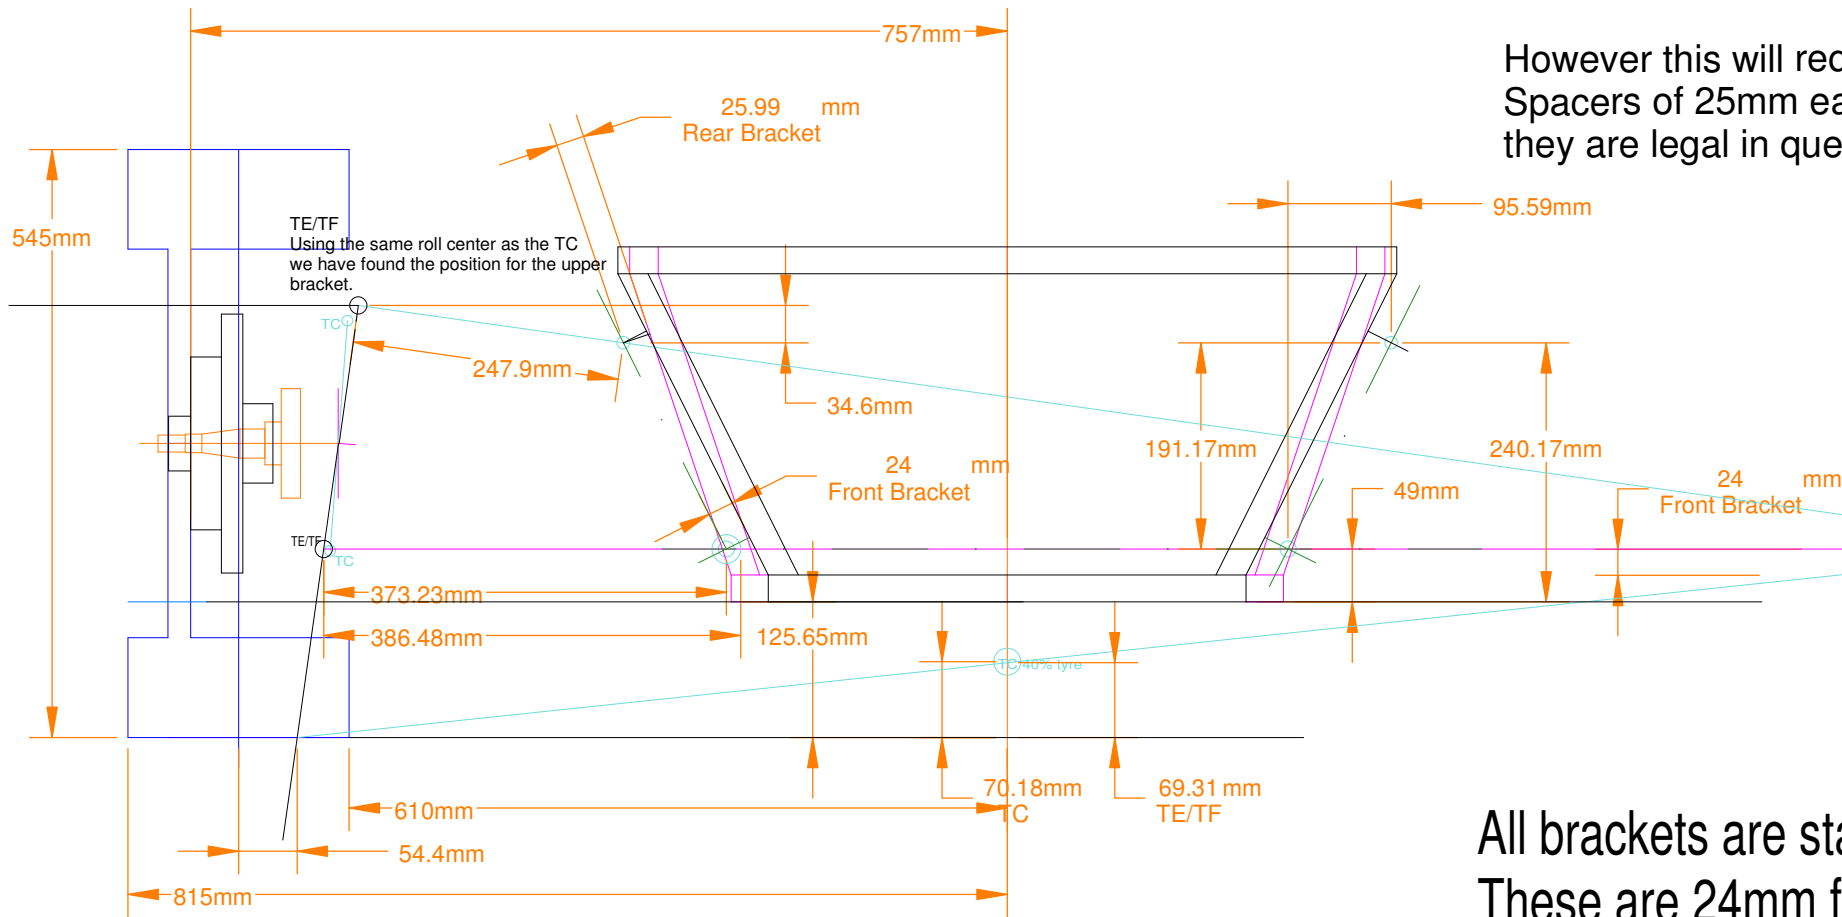 757mm
However this will rec
Spacers of 25mm ea
they are legal in que
25.99 mm
Rear Bracket
95.59mm
545mm
TE/TF
Using the same roll center as the TC
we have found the position for the upper
bracket.
TC
247.9mm
34.6mm
191.17mm
240.17mm
24 mm
Front Bracket
49mm
24 mm
Front Bracket
TE/TF
TC
373.23mm
386.48mm
125.65mm
TC 40% tyre
70.18mm
TC
69.31 mm
TE/TF
610mm
54.4mm
815mm
All brackets are sta
These are 24mm f